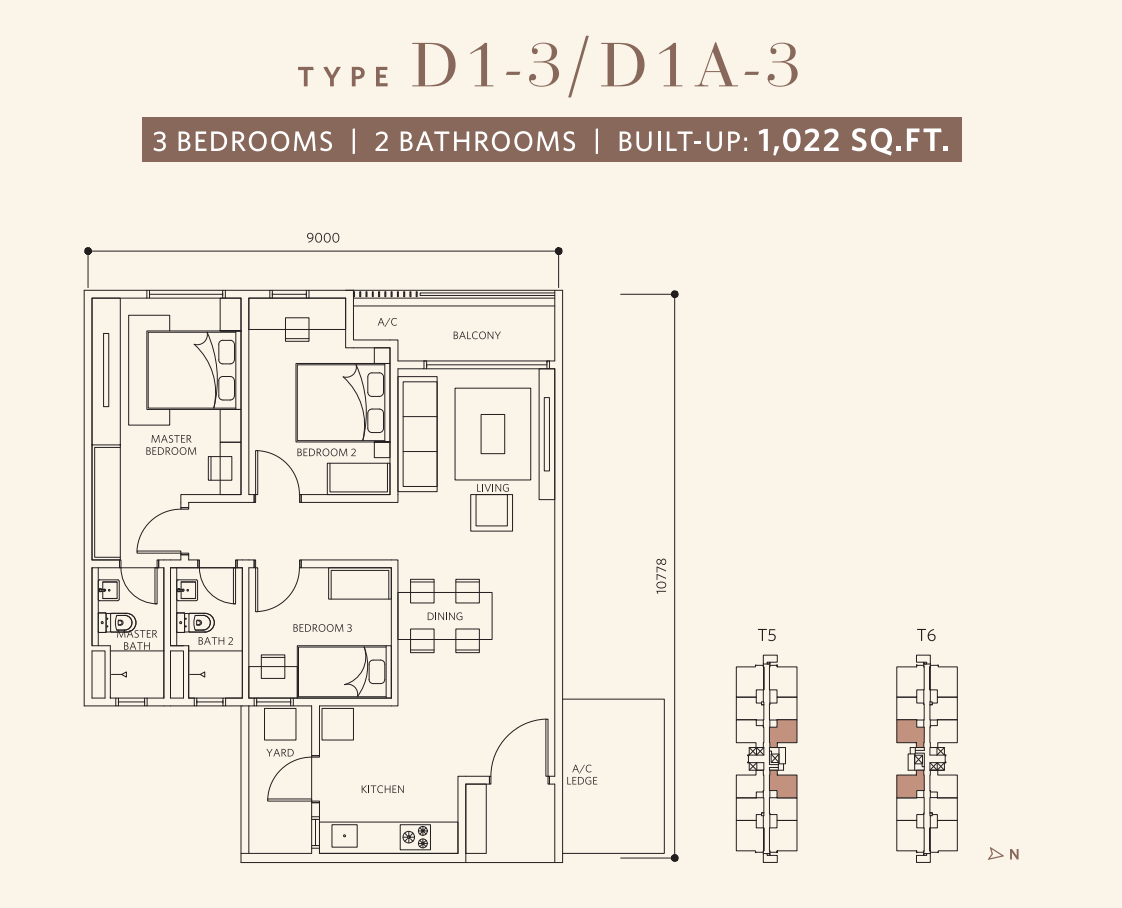 TYPE D1-3/D1A-3
3 BEDROOMS | 2 BATHROOMS | BUILT-UP: 1,022 SQ.FT.
9000
A/C
BALCONY
MASTER
BEDROOM
BEDROOM 2
LIVING
10778
DINING
BEDROOM 3
MASTER
BATH
BATH 2
T5
T6
YARD
KITCHEN
A/C
LEDGE
N